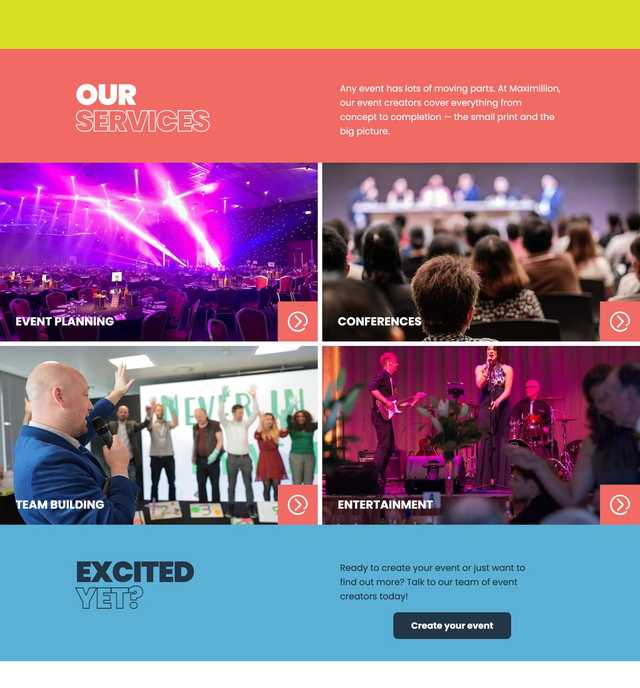 OUR
SERVICES
Any event has lots of moving parts. At Maximillion,
our event creators cover everything from
concept to completion — the small print and the
big picture.
EVENT PLANNING
CONFERENCES
NEVER IN
TEAM BUILDING
ENTERTAINMENT
EXCITED
YET?
Ready to create your event or just want to
find out more? Talk to our team of event
creators today!
Create your event